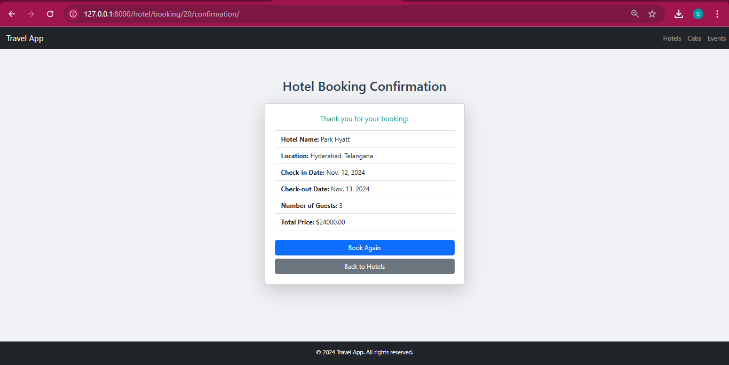 127.0.0.1:8000/hotel/booking/20/confirmation/
S
Travel App
Hotels Cabs Events
Hotel Booking Confirmation
Thank you for your booking!
Hotel Name: Park Hyatt
Location: Hyderabad, Telangana
Check-in Date: Nov. 12, 2024
Check-out Date: Nov. 13, 2024
Number of Guests: 3
Total Price: $24000.00
Book Again
Back to Hotels
© 2024 Travel App. All rights reserved.